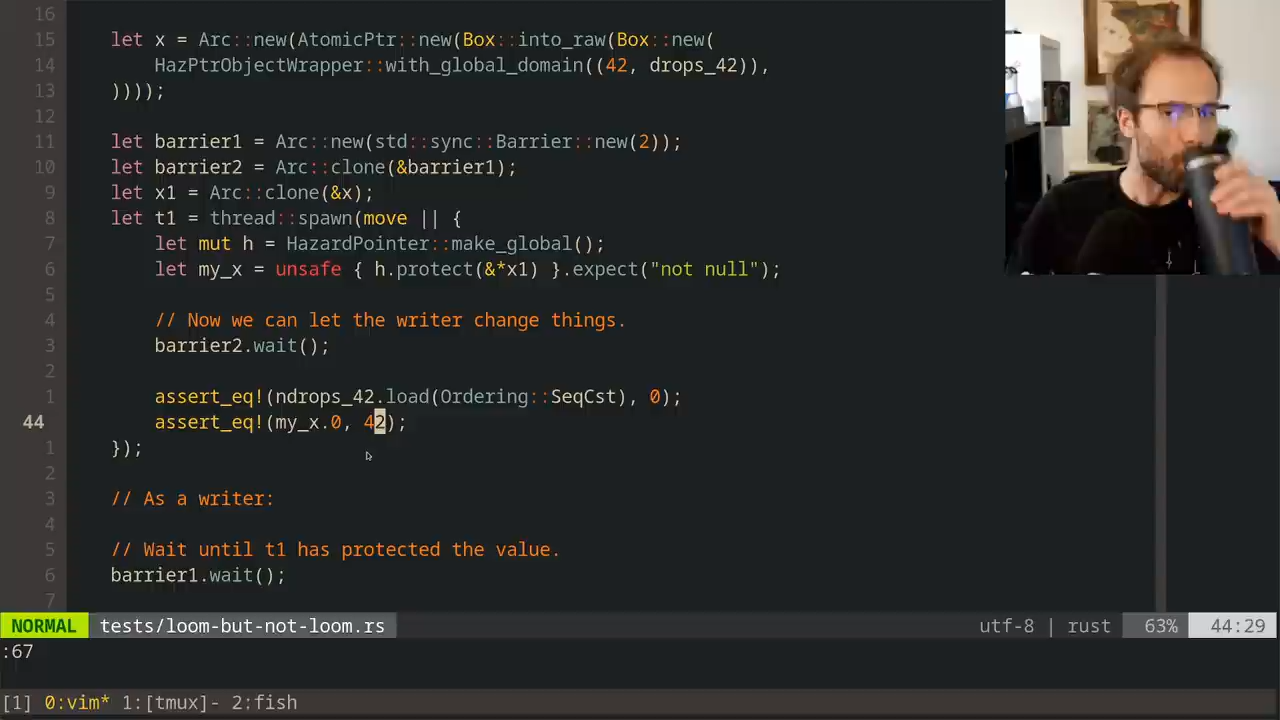 16
15 let x = Arc::new(AtomicPtr::new(Box::into_raw(Box::new(
14 HazPtrObjectWrapper::with_global_domain((42, drops_42)),
13 ))));
12
11 let barrier1 = Arc::new(std::sync::Barrier::new(2));
10 let barrier2 = Arc::clone(&barrier1);
9 let x1 = Arc::clone(&x);
8 let t1 = thread::spawn(move || {
7 let mut h = HazardPointer::make_global();
6 let my_x = unsafe { h.protect(&*x1) }.expect("not null");
5
4 // Now we can let the writer change things.
3 barrier2.wait();
2
1 assert_eq!(ndrops_42.load(Ordering::SeqCst), 0);
44 assert_eq!(my_x.0, 42);
1 });
2
3 // As a writer:
4
5 // Wait until t1 has protected the value.
6 barrier1.wait();
7
NORMAL tests/loom-but-not-loom.rs utf-8 | rust 63% 44:29
:67
[1] 0:vim* 1:[tmux]- 2:fish